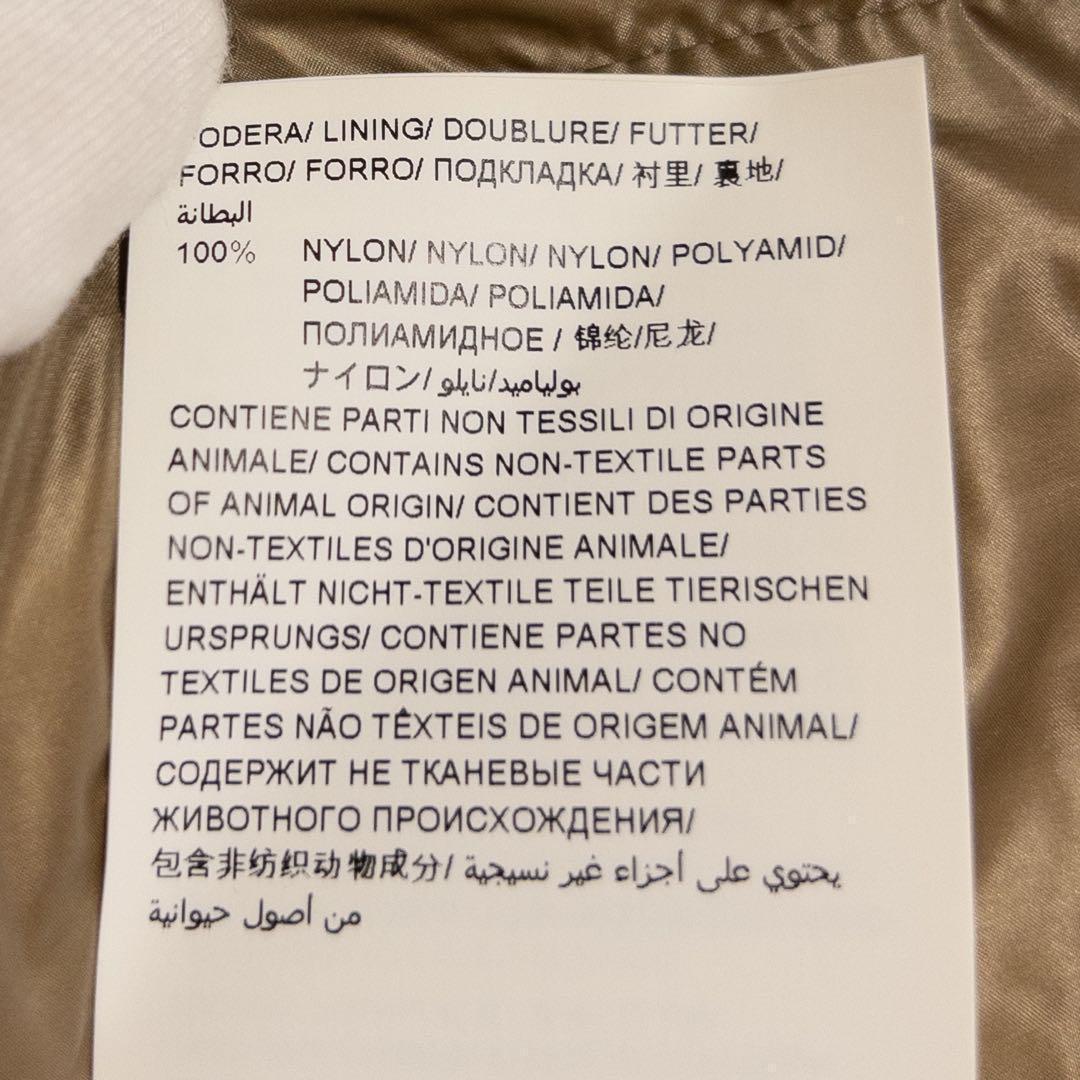 ODERA/ LINING/ DOUBLURE/ FUTTER/
FORRO/ FORRO/ ПОДКЛАДКА/ 衬里/ 裏地/
البطانة
100% NYLON/ NYLON/ NYLON/ POLYAMID/
POLIAMIDA/ POLIAMIDA/
ПОЛИАМИДНОЕ / 锦纶/尼龙/
ナイロン/ بولياميد/نايلو
CONTIENE PARTI NON TESSILI DI ORIGINE
ANIMALE/ CONTAINS NON-TEXTILE PARTS
OF ANIMAL ORIGIN/ CONTIENT DES PARTIES
NON-TEXTILES D'ORIGINE ANIMALE/
ENTHÄLT NICHT-TEXTILE TEILE TIERISCHEN
URSPRUNGS/ CONTIENE PARTES NO
TEXTILES DE ORIGEN ANIMAL/ CONTÉM
PARTES NÃO TÊXTEIS DE ORIGEM ANIMAL/
СОДЕРЖИТ НЕ ТКАНЕВЫЕ ЧАСТИ
ЖИВОТНОГО ПРОИСХОЖДЕНИЯ/
包含非纺织动物成分/ يحتوي على أجزاء غير نسيجية
من أصول حيوانية